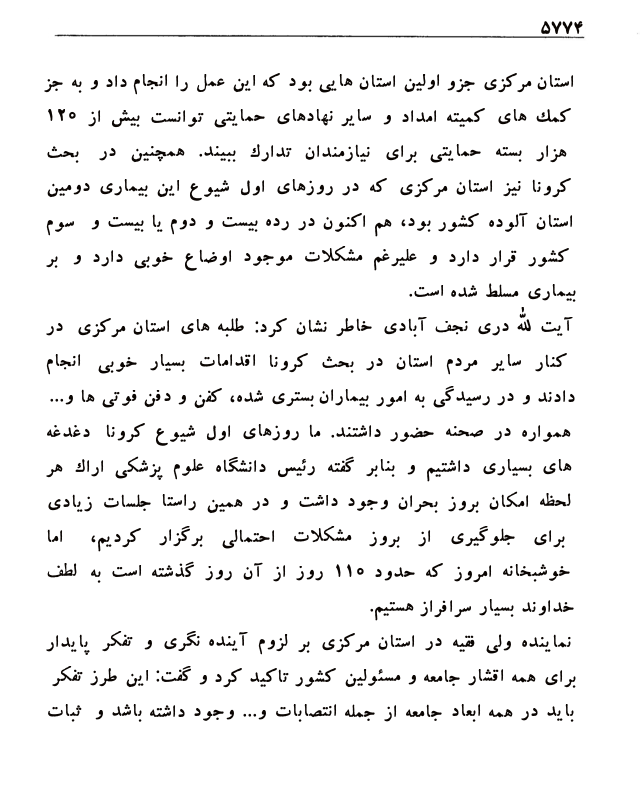 ۵۷۷۴
استان مرکزی جزو اولین استان هایی بود که این عمل را انجام داد و به جز
کمك های کمیته امداد و سایر نهادهای حمایتی توانست بیش از ۱۲۰
هزار بسته حمایتی برای نیازمندان تدارك ببیند. همچنین در بحث
کرونا نیز استان مرکزی که در روزهای اول شیوع این بیماری دومین
استان آلوده کشور بود، هم اکنون در رده بیست و دوم یا بیست و سوم
کشور قرار دارد و علیرغم مشکلات موجود اوضاع خوبی دارد و بر
بیماری مسلط شده است.
آیت لله دری نجف آبادی خاطر نشان کرد: طلبه های استان مرکزی در
کنار سایر مردم استان در بحث کرونا اقدامات بسیار خوبی انجام
دادند و در رسیدگی به امور بیماران بستری شده، کفن و دفن فوتی ها و...
همواره در صحنه حضور داشتند. ما روزهای اول شیوع کرونا دغدغه
های بسیاری داشتیم و بنابر گفته رئیس دانشگاه علوم پزشکی اراك هر
لحظه امکان بروز بحران وجود داشت و در همین راستا جلسات زیادی
برای جلوگیری از بروز مشکلات احتمالی برگزار کردیم، اما
خوشبخانه امروز که حدود ۱۱۰ روز از آن روز گذشته است به لطف
خداوند بسیار سرافراز هستیم.
نماینده ولی فقیه در استان مرکزی بر لزوم آینده نگری و تفکر پایدار
برای همه اقشار جامعه و مسئولین کشور تاکید کرد و گفت: این طرز تفکر
باید در همه ابعاد جامعه از جمله انتصابات و... وجود داشته باشد و ثبات